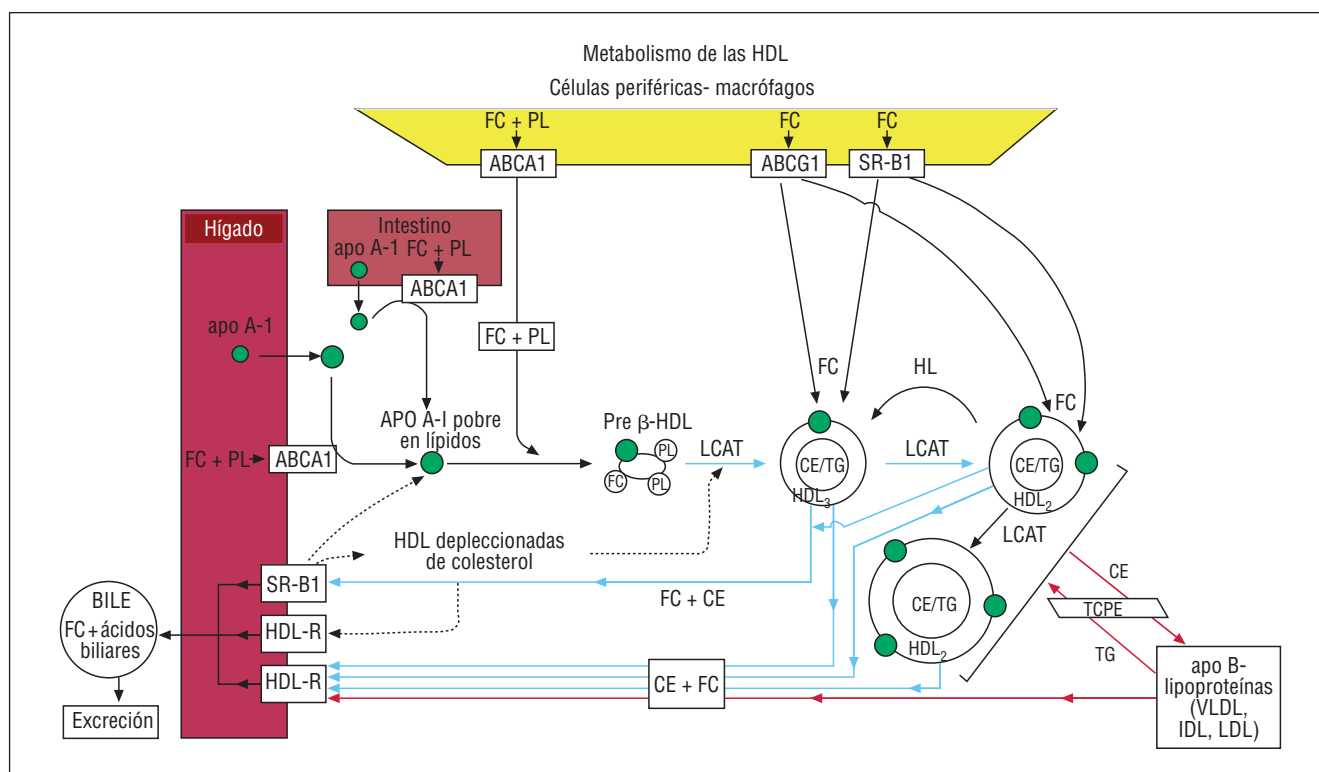 Metabolismo de las HDL
Células periféricas- macrófagos
FC + PL
FC
FC
ABCA1
ABCG1
SR-B1
Hígado
Intestino
apo A-1
FC + PL
ABCA1
apo A-1
FC + PL
FC
HL
FC
APO A-I pobre
en lípidos
Pre β-HDL
PL
FC
PL
LCAT
CE/TG
HDL3
LCAT
CE/TG
HDL2
FC + PL
ABCA1
LCAT
HDL depleccionadas
de colesterol
SR-B1
FC + CE
CE/TG
HDL2
CE
TCPE
TG
BILE
FC + ácidos
biliares
HDL-R
HDL-R
CE + FC
apo B-
lipoproteínas
(VLDL,
IDL, LDL)
Excreción